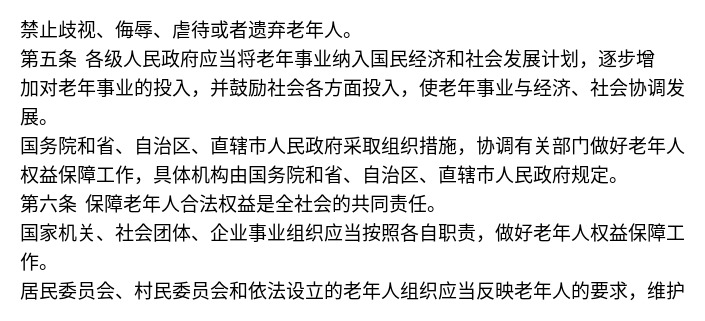 禁止歧视、侮辱、虐待或者遗弃老年人。
第五条 各级人民政府应当将老年事业纳入国民经济和社会发展计划，逐步增
加对老年事业的投入，并鼓励社会各方面投入，使老年事业与经济、社会协调发
展。
国务院和省、自治区、直辖市人民政府采取组织措施，协调有关部门做好老年人
权益保障工作，具体机构由国务院和省、自治区、直辖市人民政府规定。
第六条 保障老年人合法权益是全社会的共同责任。
国家机关、社会团体、企业事业组织应当按照各自职责，做好老年人权益保障工
作。
居民委员会、村民委员会和依法设立的老年人组织应当反映老年人的要求，维护